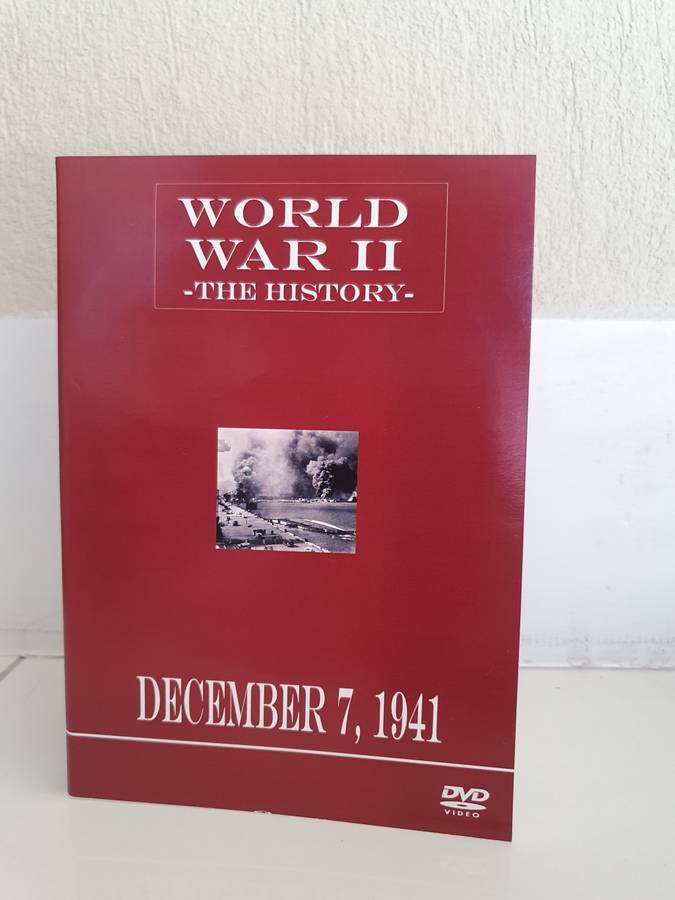 WORLD
WAR II
-THE HISTORY-
DECEMBER 7, 1941
DVD
VIDEO